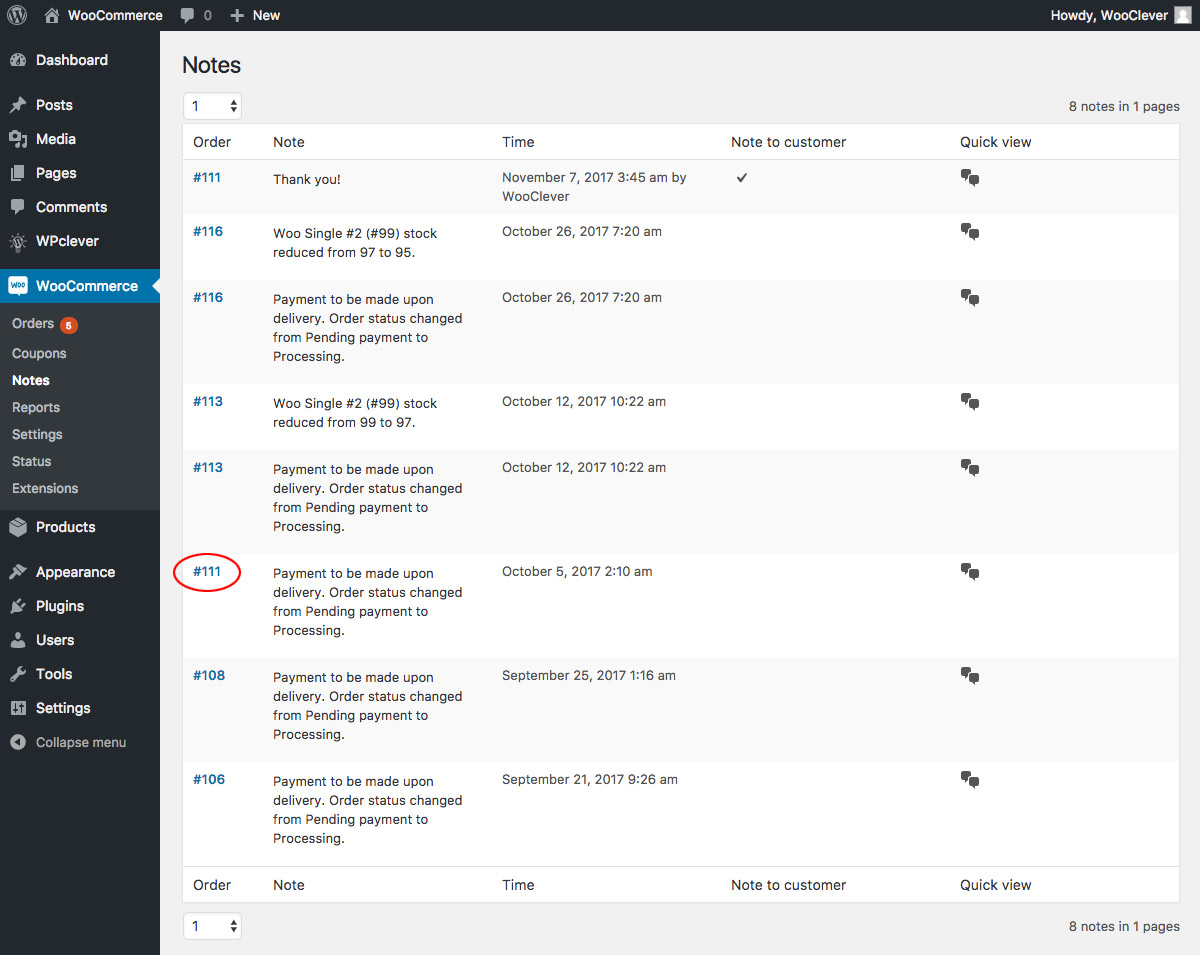 WooCommerce 0 New Howdy, WooClever
Dashboard
Posts
Media
Pages
Comments
WPclever
woo WooCommerce
Orders 5
Coupons
Notes
Reports
Settings
Status
Extensions
Products
Appearance
Plugins
Users
Tools
Settings
Collapse menu
Notes
1 8 notes in 1 pages
Order Note Time Note to customer Quick view
#111 Thank you! November 7, 2017 3:45 am by
WooClever
#116 Woo Single #2 (#99) stock October 26, 2017 7:20 am
reduced from 97 to 95.
#116 Payment to be made upon October 26, 2017 7:20 am
delivery. Order status changed
from Pending payment to
Processing.
#113 Woo Single #2 (#99) stock October 12, 2017 10:22 am
reduced from 99 to 97.
#113 Payment to be made upon October 12, 2017 10:22 am
delivery. Order status changed
from Pending payment to
Processing.
#111 Payment to be made upon October 5, 2017 2:10 am
delivery. Order status changed
from Pending payment to
Processing.
#108 Payment to be made upon September 25, 2017 1:16 am
delivery. Order status changed
from Pending payment to
Processing.
#106 Payment to be made upon September 21, 2017 9:26 am
delivery. Order status changed
from Pending payment to
Processing.
Order Note Time Note to customer Quick view
1 8 notes in 1 pages